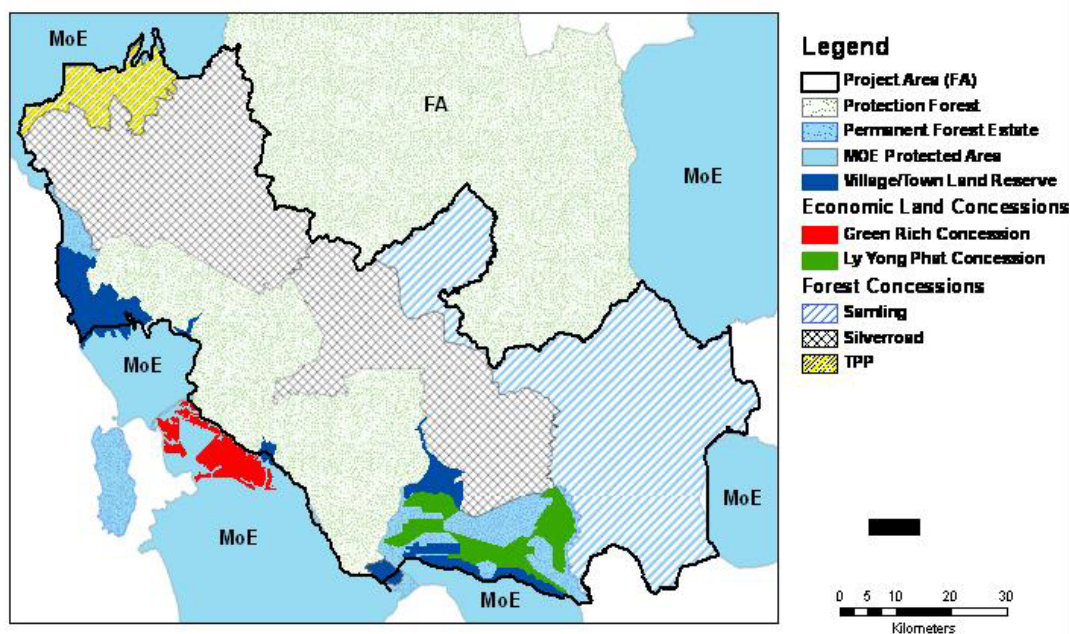 MoE
FA
MoE
MoE
MoE
MoE
MoE
Legend
Project Area (FA)
Protection Forest
Permanent Forest Estate
MOE Protected Area
Village/Town Land Reserve
Economic Land Concessions
Green Rich Concession
Ly Yong Phat Concession
Forest Concessions
Samling
Silverroad
TPP
0 5 10 20 30
Kilometers